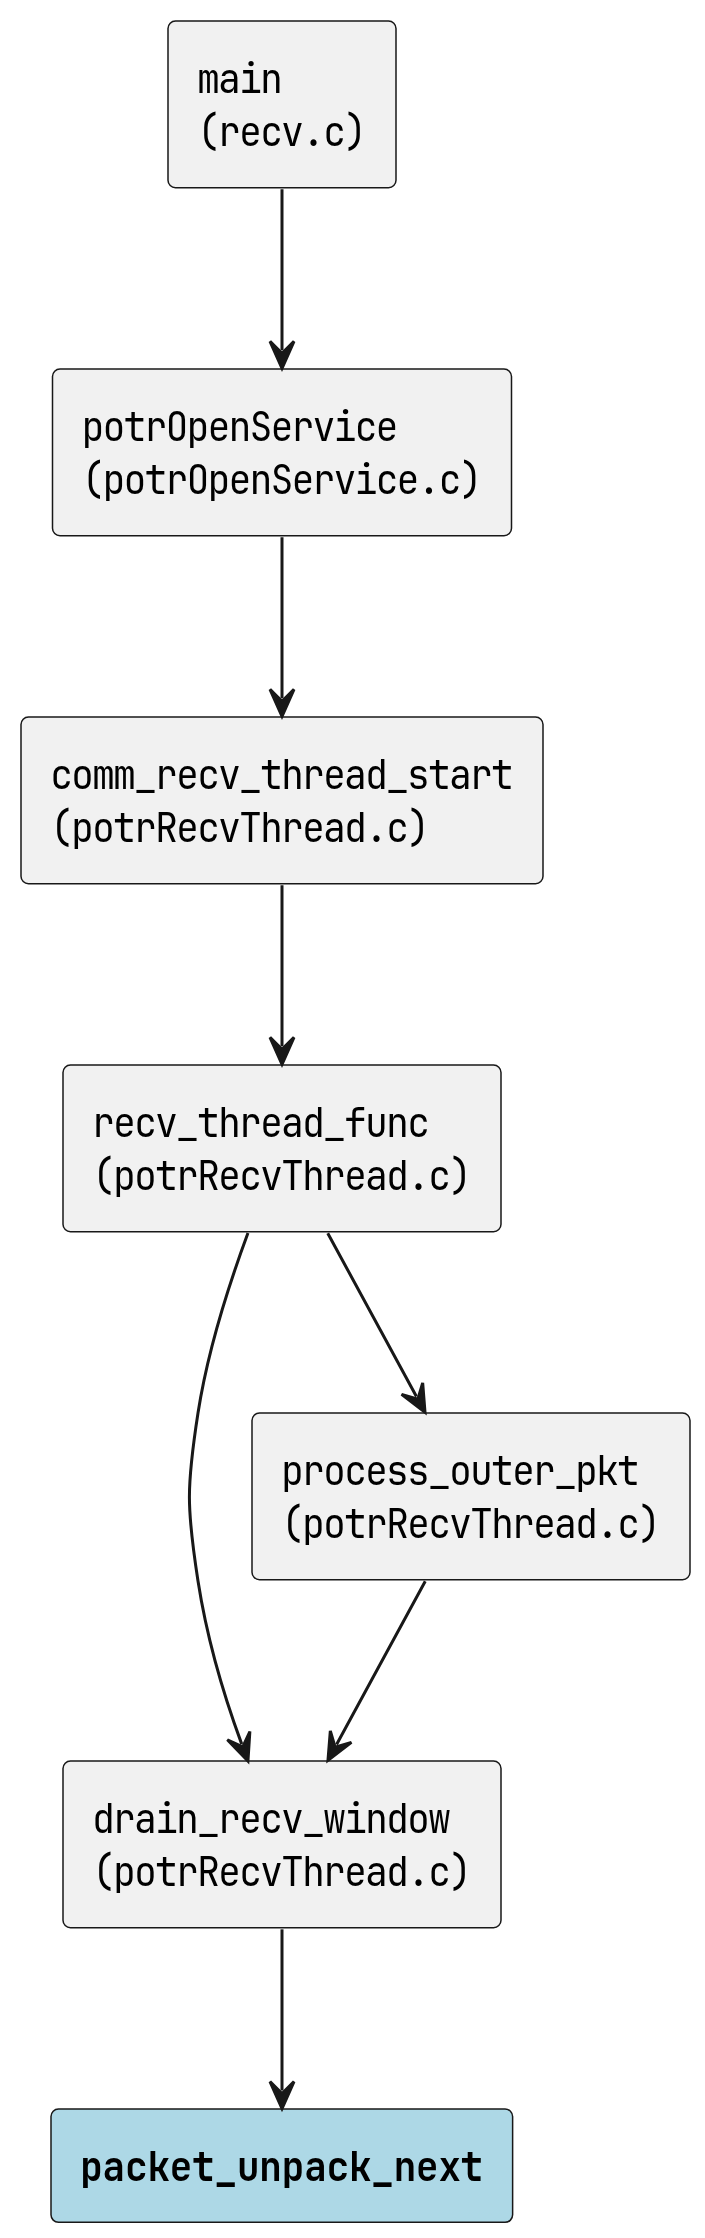 main
(recv.c)
potrOpenService
(potrOpenService.c)
comm_recv_thread_start
(potrRecvThread.c)
recv_thread_func
(potrRecvThread.c)
process_outer_pkt
(potrRecvThread.c)
drain_recv_window
(potrRecvThread.c)
packet_unpack_next